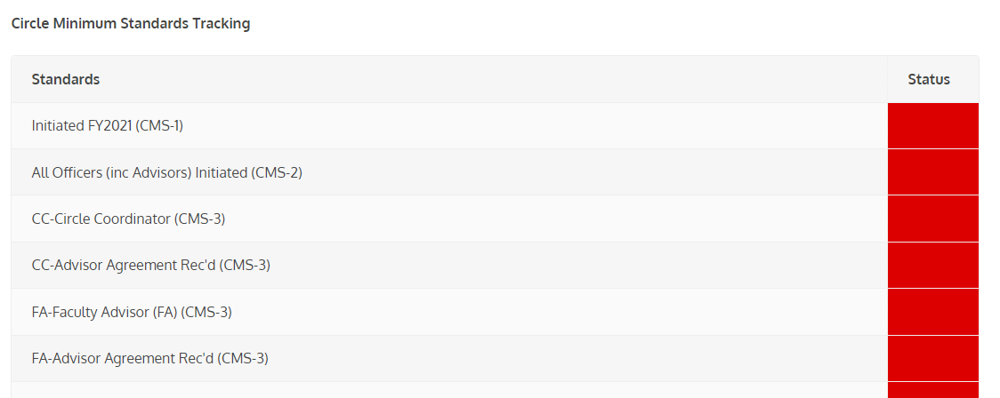 Circle Minimum Standards Tracking
Standards Status
Initiated FY2021 (CMS-1)
All Officers (inc Advisors) Initiated (CMS-2)
CC-Circle Coordinator (CMS-3)
CC-Advisor Agreement Rec'd (CMS-3)
FA-Faculty Advisor (FA) (CMS-3)
FA-Advisor Agreement Rec'd (CMS-3)